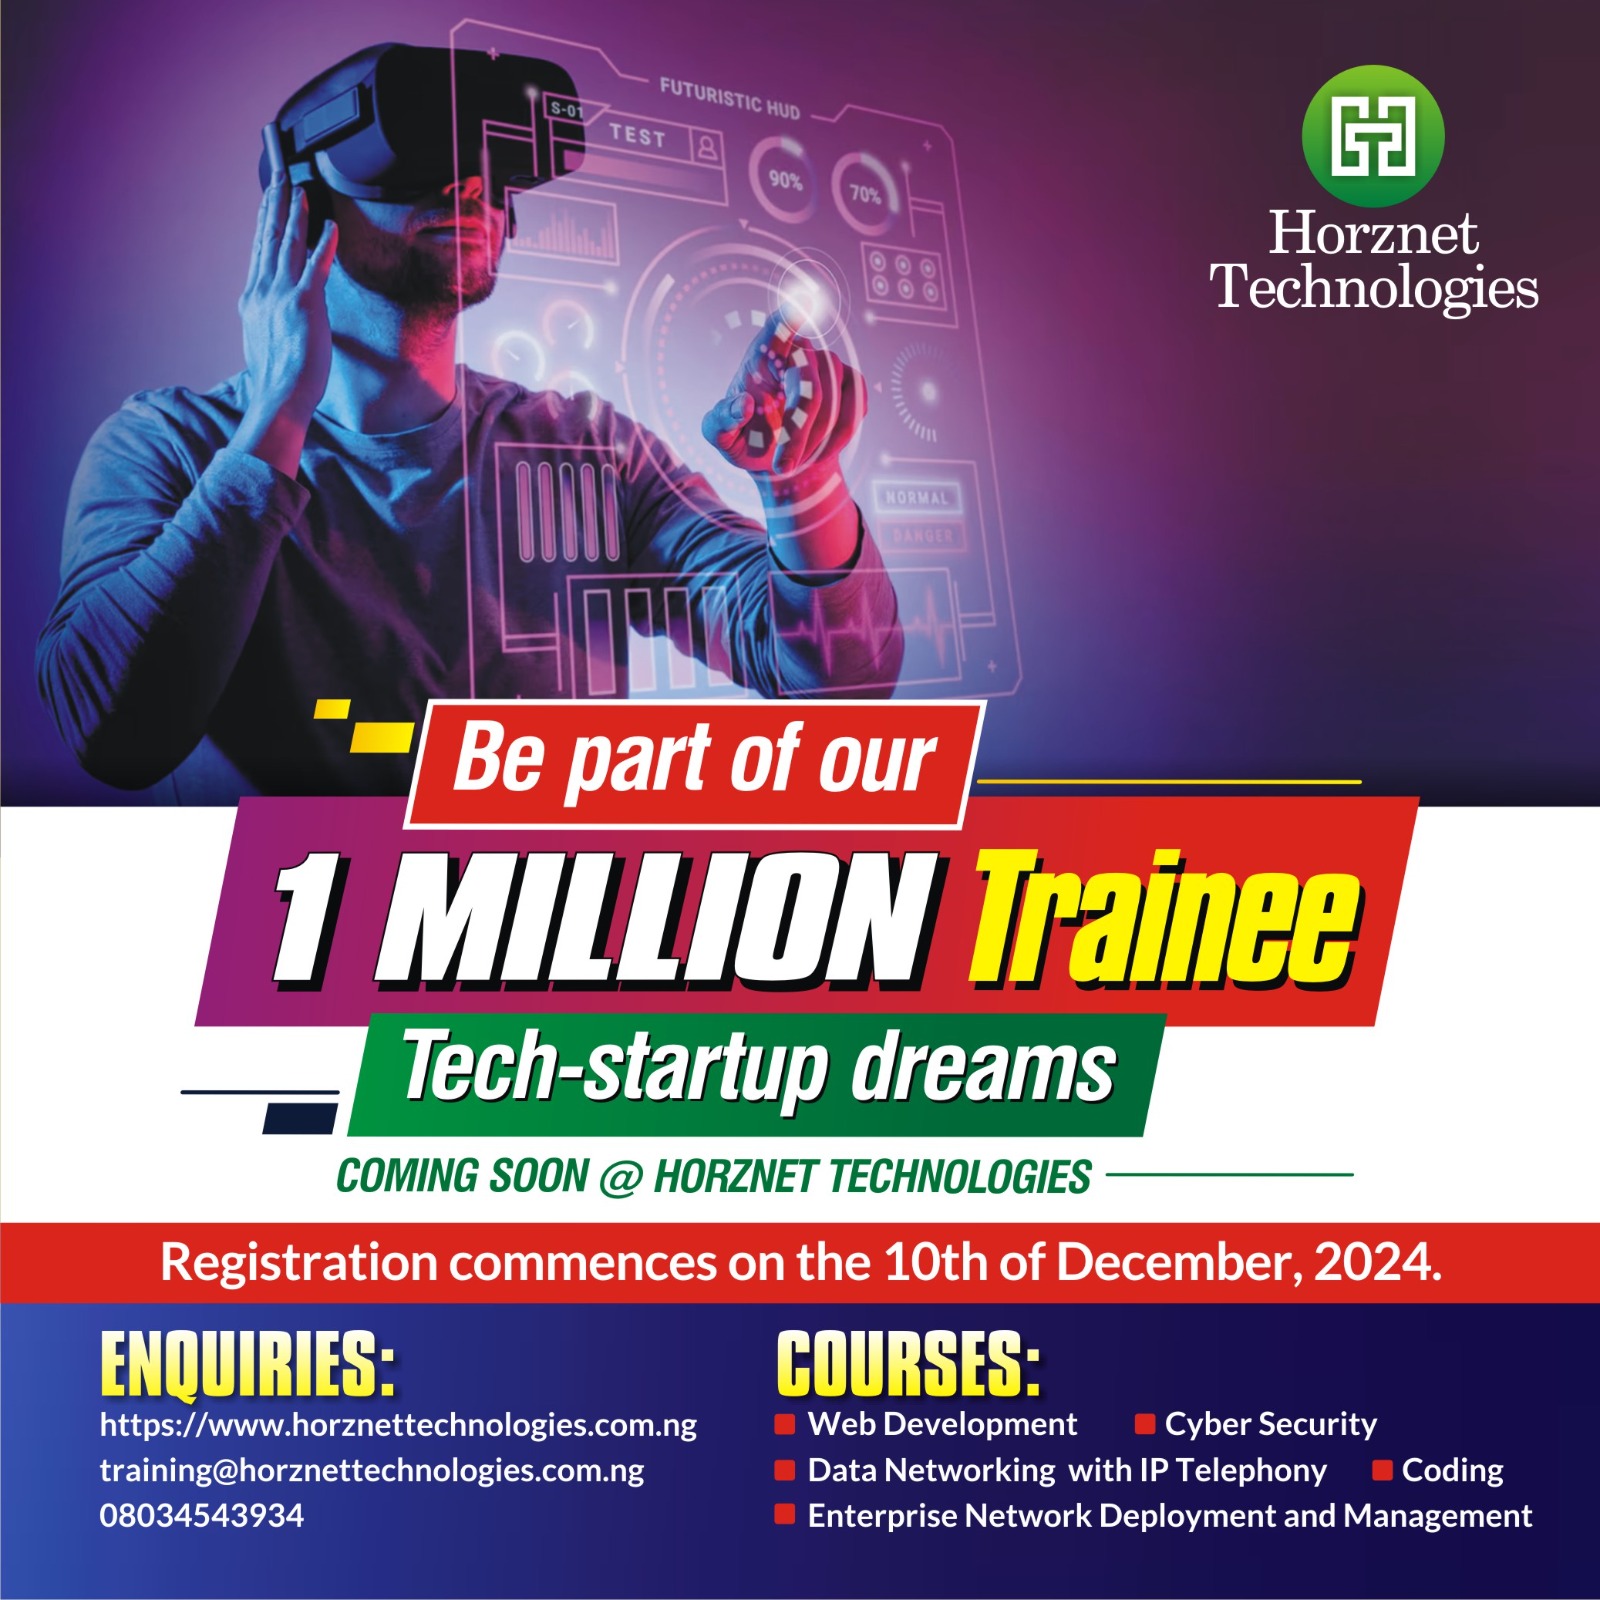 FUTURISTIC HUD
S-01
TEST
90%
70%
NORMAL
DANGER
Horznet
Technologies
Be part of our
1 MILLION Trainee
Tech-startup dreams
COMING SOON @ HORZNET TECHNOLOGIES
Registration commences on the 10th of December, 2024.
ENQUIRIES:
https://www.horznettechnologies.com.ng
training@horznettechnologies.com.ng
08034543934
COURSES:
Web Development
Cyber Security
Data Networking with IP Telephony
Coding
Enterprise Network Deployment and Management